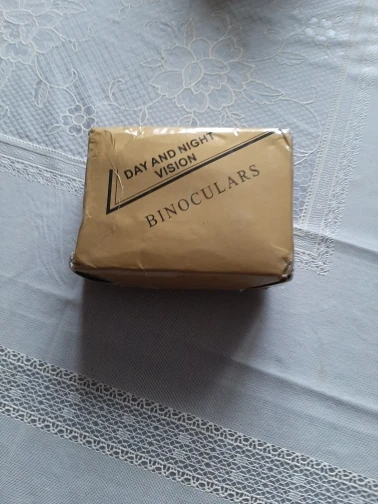 DAY AND NIGHT
VISION
BINOCULARS